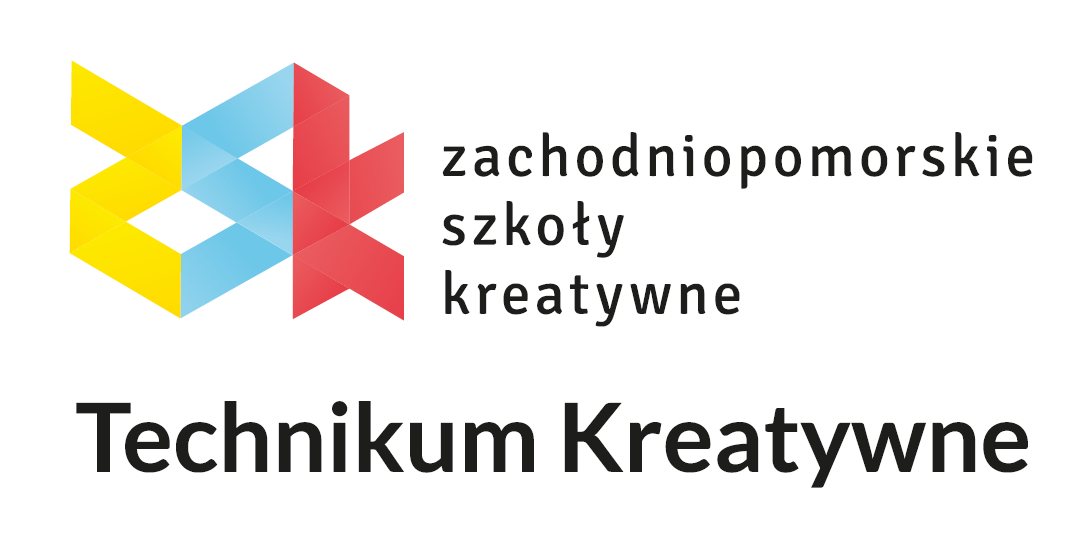 zachodniopomorskie
szkoły
kreatywne
Technikum Kreatywne